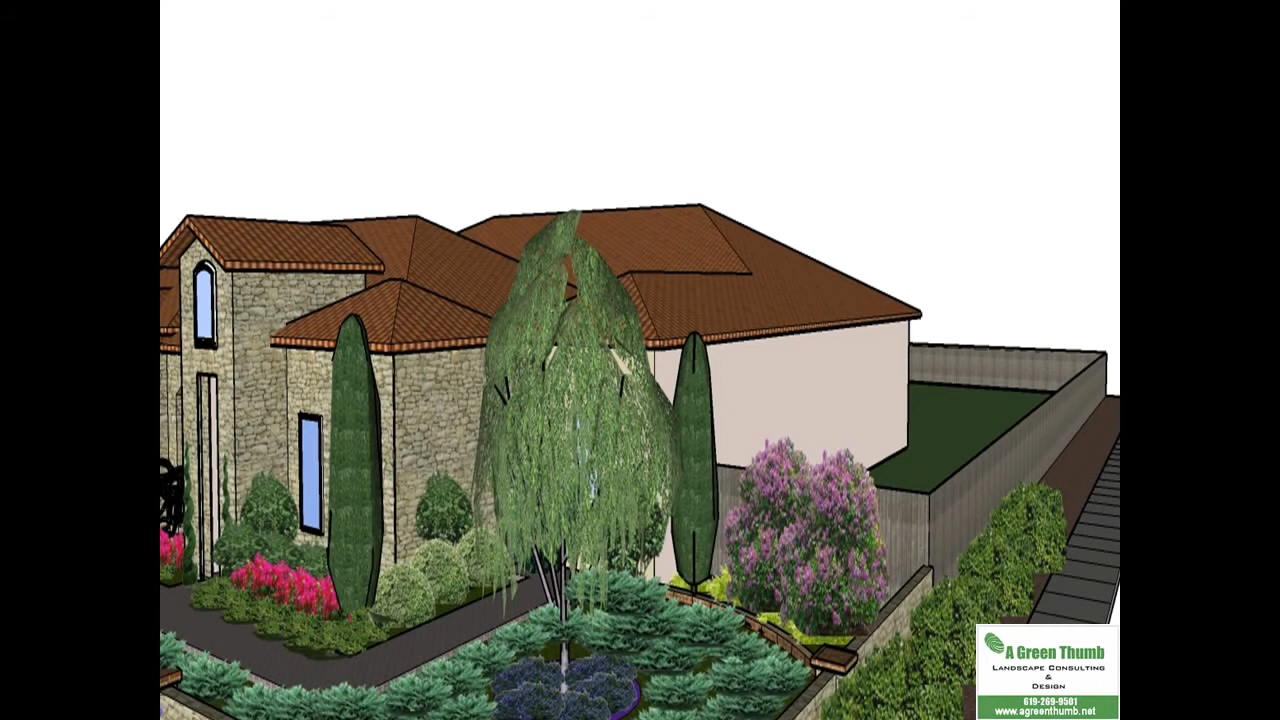 A Green Thumb
Landscape Consulting
&
Design
619-269-9501
www.agreenthumb.net